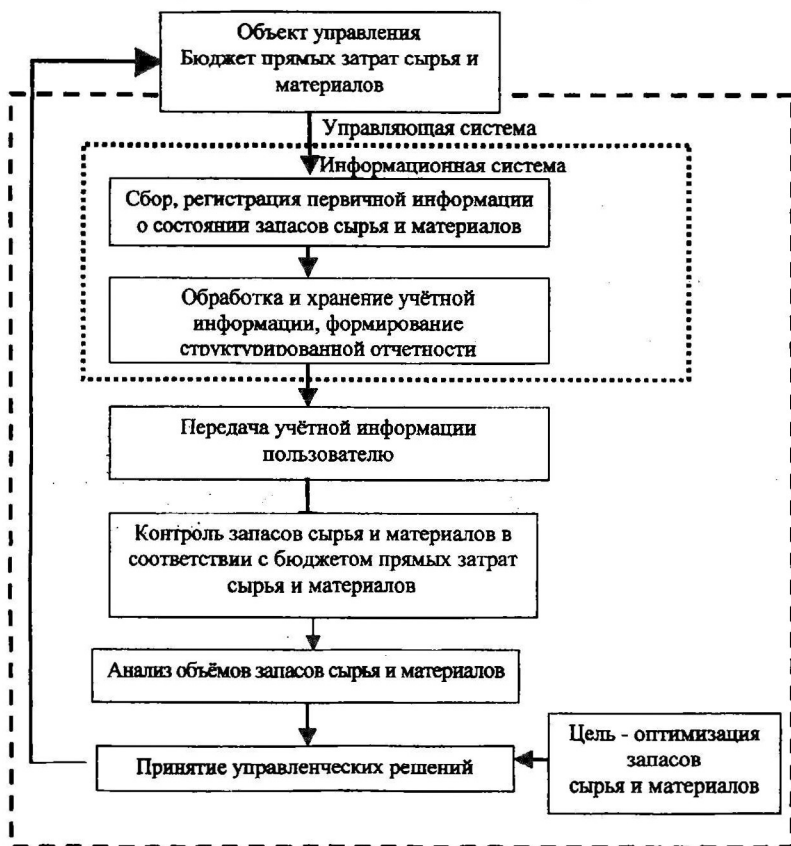 Объект управления
Бюджет прямых затрат сырья и
материалов
Управляющая система
Информационная система
Сбор, регистрация первичной информации
о состоянии запасов сырья и материалов
Обработка и хранение учётной
информации, формирование
структурированной отчетности
Передача учётной информации
пользователю
Контроль запасов сырья и материалов в
соответствии с бюджетом прямых затрат
сырья и материалов
Анализ объёмов запасов сырья и материалов
Принятие управленческих решений
Цель - оптимизация
запасов
сырья и материалов